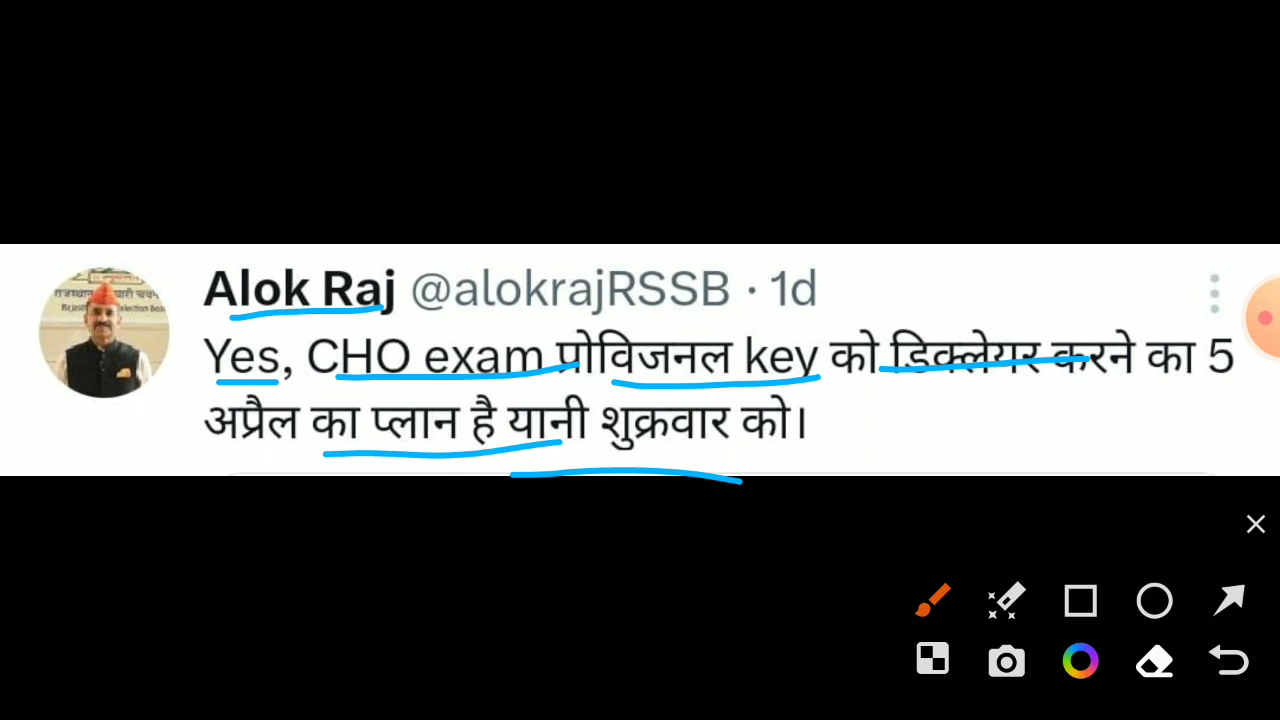 Alok Raj @alokrajRSSB · 1d
Yes, CHO exam प्रोविजनल key को डिक्लेयर करने का 5
अप्रैल का प्लान है यानी शुक्रवार को।